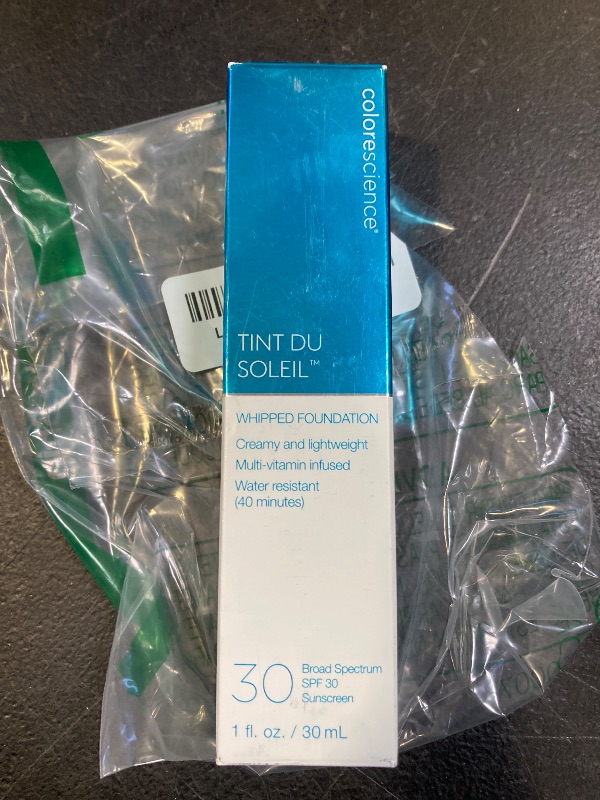 colorescience®
TINT DU
SOLEIL™
WHIPPED FOUNDATION
Creamy and lightweight
Multi-vitamin infused
Water resistant
(40 minutes)
30
Broad Spectrum
SPF 30
Sunscreen
1 fl. oz. / 30 mL